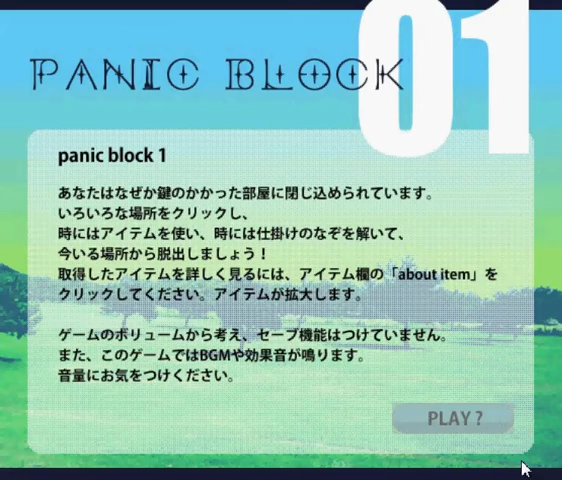 01
PANIC BLOCK
panic block 1
あなたはなぜか鍵のかかった部屋に閉じ込められています。
いろいろな場所をクリックし、
時にはアイテムを使い、時には仕掛けのなぞを解いて、
今いる場所から脱出しましょう！
取得したアイテムを詳しく見るには、アイテム欄の「about item」を
クリックしてください。アイテムが拡大します。
ゲームのボリュームから考え、セーブ機能はつけていません。
また、このゲームではBGMや効果音が鳴ります。
音量にお気をつけください。
PLAY ?